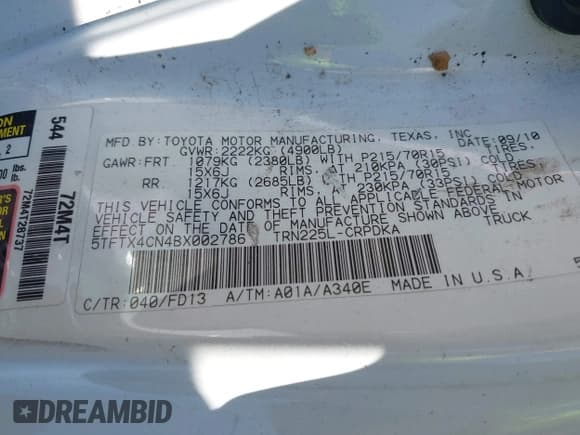 MFD.BY:TOYOTA MOTOR MANUFACTURING, TEXAS, INC. DATE:09/10
GVWR:2222KG (4900LB)
GAWR:FRT. 1079KG (2380LB) WITH P215/70R15 TIRES,
15X6J RIMS, AT 210KPA (30PSI) COLD
RR. 1217KG (2685LB) WITH P215/70R15 TIRES,
15X6J RIMS, AT 230KPA (33PSI) COLD
THIS VEHICLE CONFORMS TO ALL APPLICABLE FEDERAL MOTOR
VEHICLE SAFETY AND THEFT PREVENTION STANDARDS IN
EFFECT ON THE DATE OF MANUFACTURE SHOWN ABOVE.
5TFTX4CN4BX002786 TRN225L-CRPDKA TRUCK
C/TR:040/FD13 A/TM:A01A/A340E MADE IN U.S.A.
544
72M4T
72M4T128737
DREAMBID